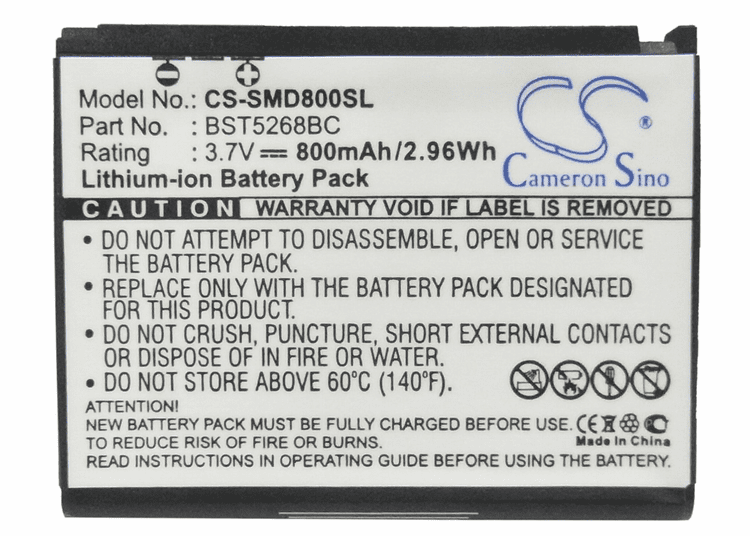 Model No.: CS-SMD800SL
Part No. : BST5268BC
Rating : 3.7V 800mAh/2.96Wh
Lithium-ion Battery Pack
CS
Cameron Sino
CAUTION WARRANTY VOID IF LABEL IS REMOVED
• DO NOT ATTEMPT TO DISASSEMBLE, OPEN OR SERVICE
THE BATTERY PACK.
• REPLACE ONLY WITH THE BATTERY PACK DESIGNATED
FOR THIS PRODUCT.
• DO NOT CRUSH, PUNCTURE, SHORT EXTERNAL CONTACTS
OR DISPOSE OF IN FIRE OR WATER.
• DO NOT STORE ABOVE 60°C (140°F).
ATTENTION!
NEW BATTERY PACK MUST BE FULLY CHARGED BEFORE USE.
TO REDUCE RISK OF FIRE OR BURNS.
READ INSTRUCTIONS IN OPERATING GUIDE BEFORE USE.
CE
Made In China